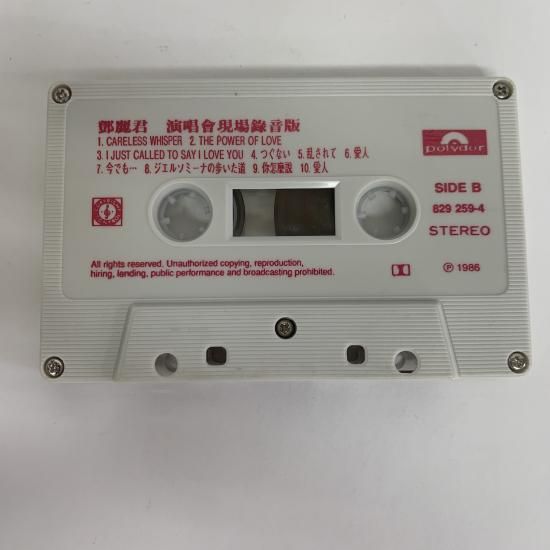 鄧麗君 演唱會現場錄音版
1. CARELESS WHISPER 2. THE POWER OF LOVE
3. I JUST CALLED TO SAY I LOVE YOU 4. つぐない 5. 乱されて 6. 愛人
7. 今でも… 8. ジェルソミーナの歩いた道 9. 你怎麽說 10. 愛人
polydor
SIDE B
829 259-4
STEREO
All rights reserved. Unauthorized copying, reproduction,
hiring, lending, public performance and broadcasting prohibited.
℗ 1986